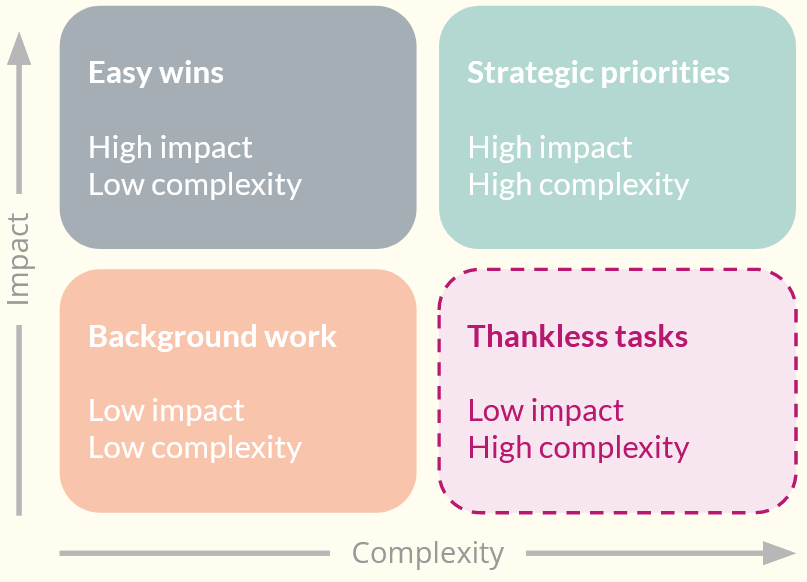 Easy wins
High impact
Low complexity
Strategic priorities
High impact
High complexity
Impact
Background work
Low impact
Low complexity
Thankless tasks
Low impact
High complexity
Complexity